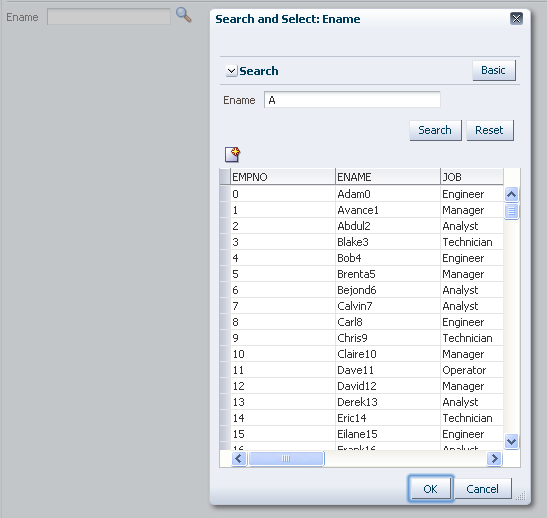 Ename
Search and Select: Ename
Search
Basic
Ename A
Search Reset
EMPNO ENAME JOB
0 Adam0 Engineer
1 Avance1 Manager
2 Abdul2 Analyst
3 Blake3 Technician
4 Bob4 Engineer
5 Brenta5 Manager
6 Bejond6 Analyst
7 Calvin7 Analyst
8 Carl8 Engineer
9 Chris9 Technician
10 Claire10 Manager
11 Dave11 Operator
12 David12 Manager
13 Derek13 Analyst
14 Eric14 Technician
15 Eilane15 Engineer
16 Frank16 Analyst
OK Cancel